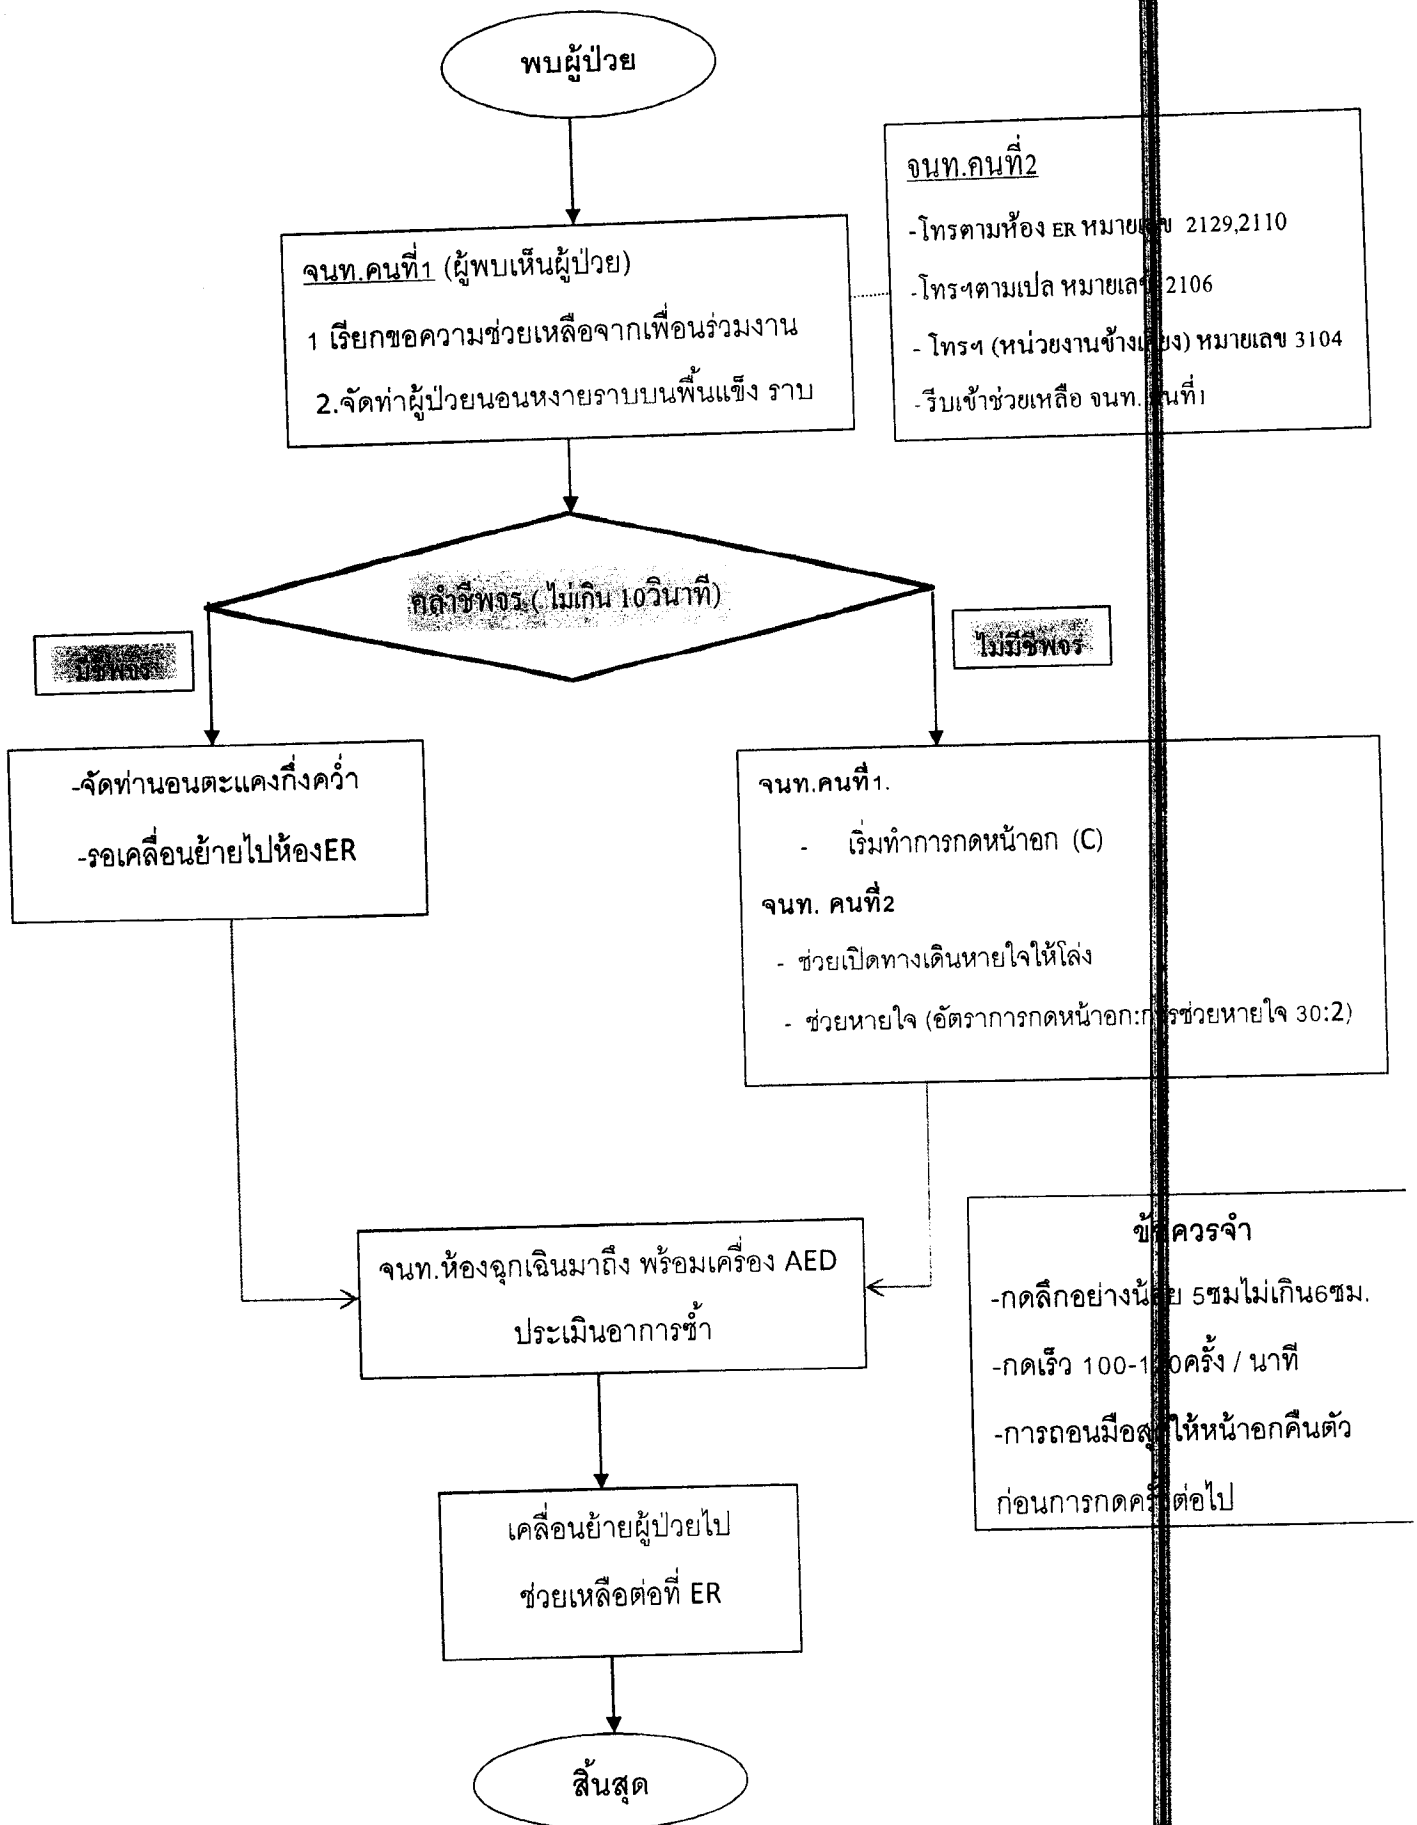 พบผู้ป่วย
จนท.คนที่1 (ผู้พบเห็นผู้ป่วย)
1 เรียกขอความช่วยเหลือจากเพื่อนร่วมงาน
2.จัดท่าผู้ป่วยนอนหงายราบบนพื้นแข็ง ราบ
จนท.คนที่2
-โทรตามห้อง ER หมายเลข 2129,2110
-โทรฯตามเปล หมายเลข 2106
- โทรฯ (หน่วยงานข้างเคียง) หมายเลข 3104
-รีบเข้าช่วยเหลือ จนท.คนที่1
คลำชีพจร ( ไม่เกิน 10วินาที)
มีชีพจร
ไม่มีชีพจร
-จัดท่านอนตะแคงกึ่งคว่ำ
-รอเคลื่อนย้ายไปห้องER
จนท.คนที่1.
- เริ่มทำการกดหน้าอก (C)
จนท. คนที่2
- ช่วยเปิดทางเดินหายใจให้โล่ง
- ช่วยหายใจ (อัตราการกดหน้าอก:การช่วยหายใจ 30:2)
จนท.ห้องฉุกเฉินมาถึง พร้อมเครื่อง AED
ประเมินอาการซ้ำ
ข้อควรจำ
-กดลึกอย่างน้อย 5ซมไม่เกิน6ซม.
-กดเร็ว 100-120ครั้ง / นาที
-การถอนมือสุดให้หน้าอกคืนตัว
ก่อนการกดครั้งต่อไป
เคลื่อนย้ายผู้ป่วยไป
ช่วยเหลือต่อที่ ER
สิ้นสุด